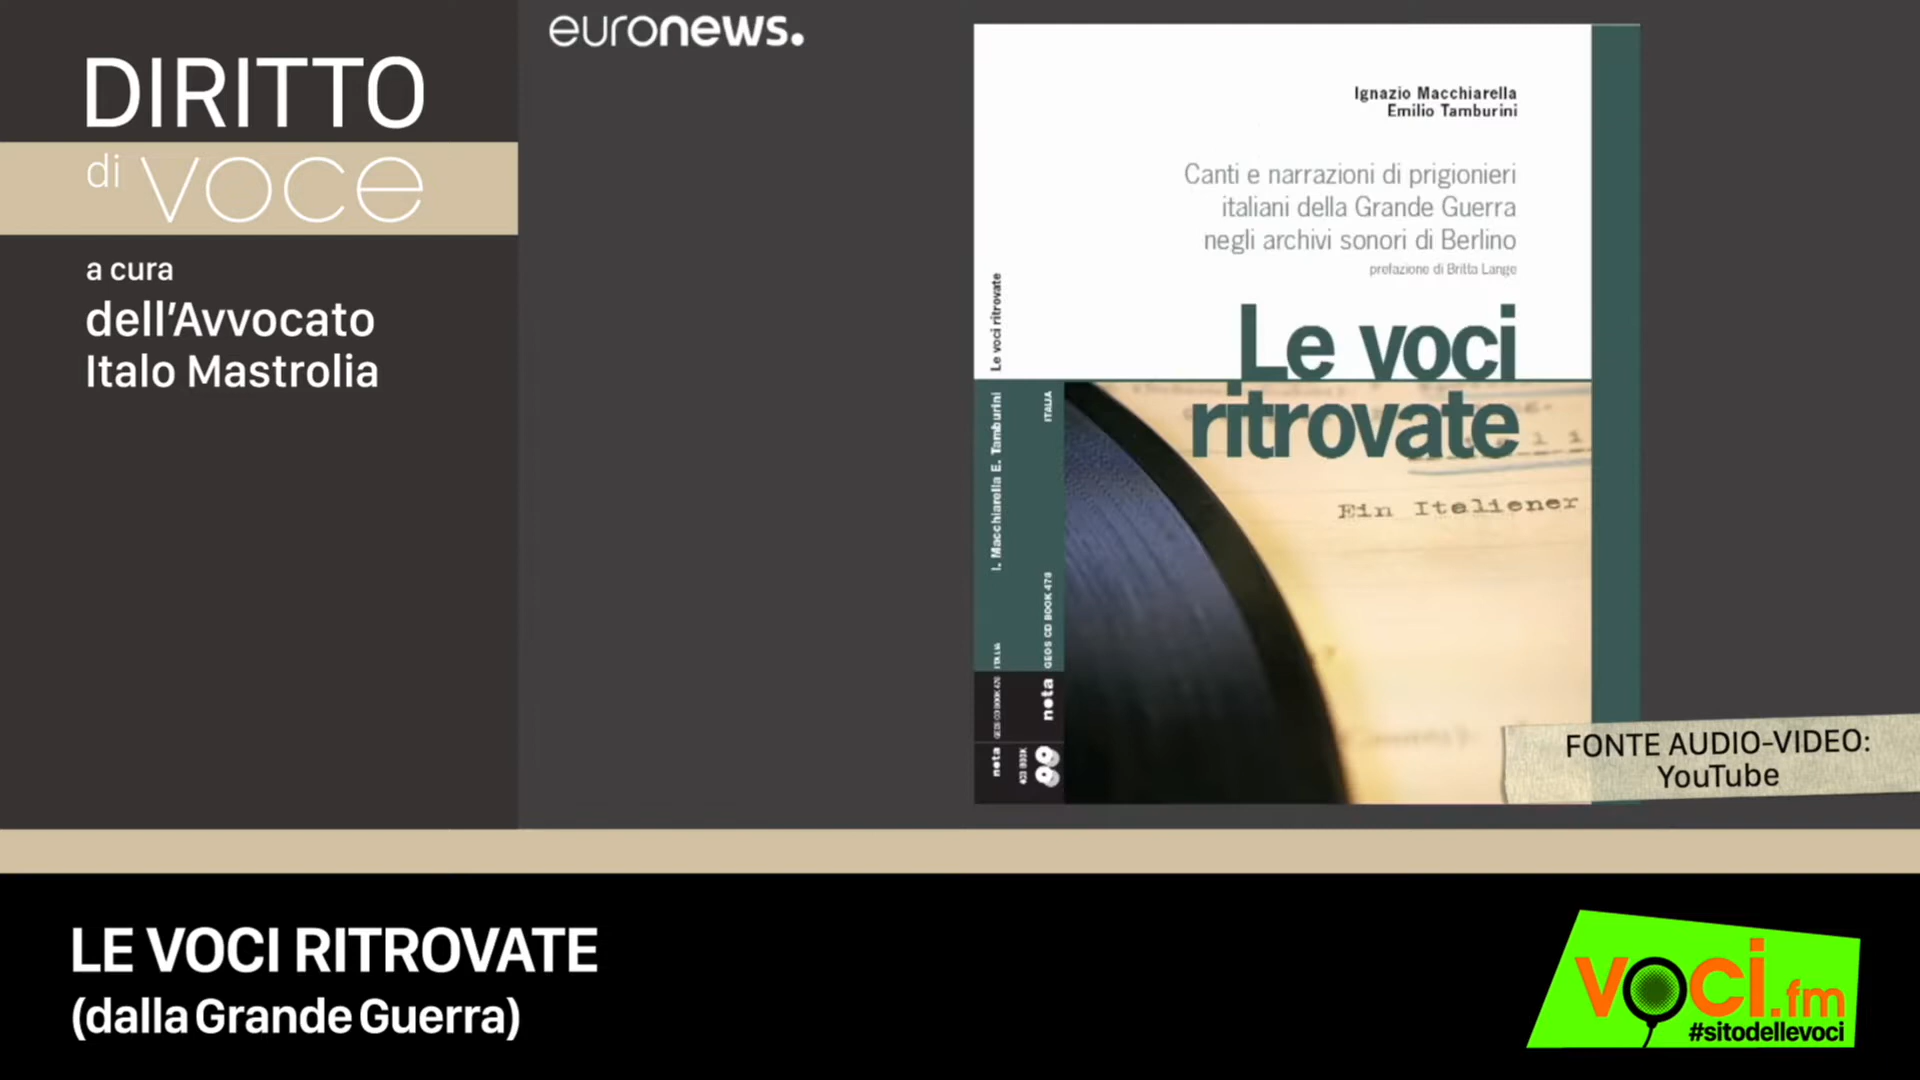 DIRITTO
di voce
a cura
dell'Avvocato
Italo Mastrolia
euronews.
Ignazio Macchiarella
Emilio Tamburini
Canti e narrazioni di prigionieri
italiani della Grande Guerra
negli archivi sonori di Berlino
prefazione di Britta Lange
Le voci
ritrovate
Ein Italiener
Le voci ritrovate
I. Macchiarella E. Tamburini
ITALIA
GEOS CD BOOK 478
nota
ITALIA
nota
FONTE AUDIO-VIDEO:
YouTube
LE VOCI RITROVATE
(dalla Grande Guerra)
voci.fm
#sitodellevoci